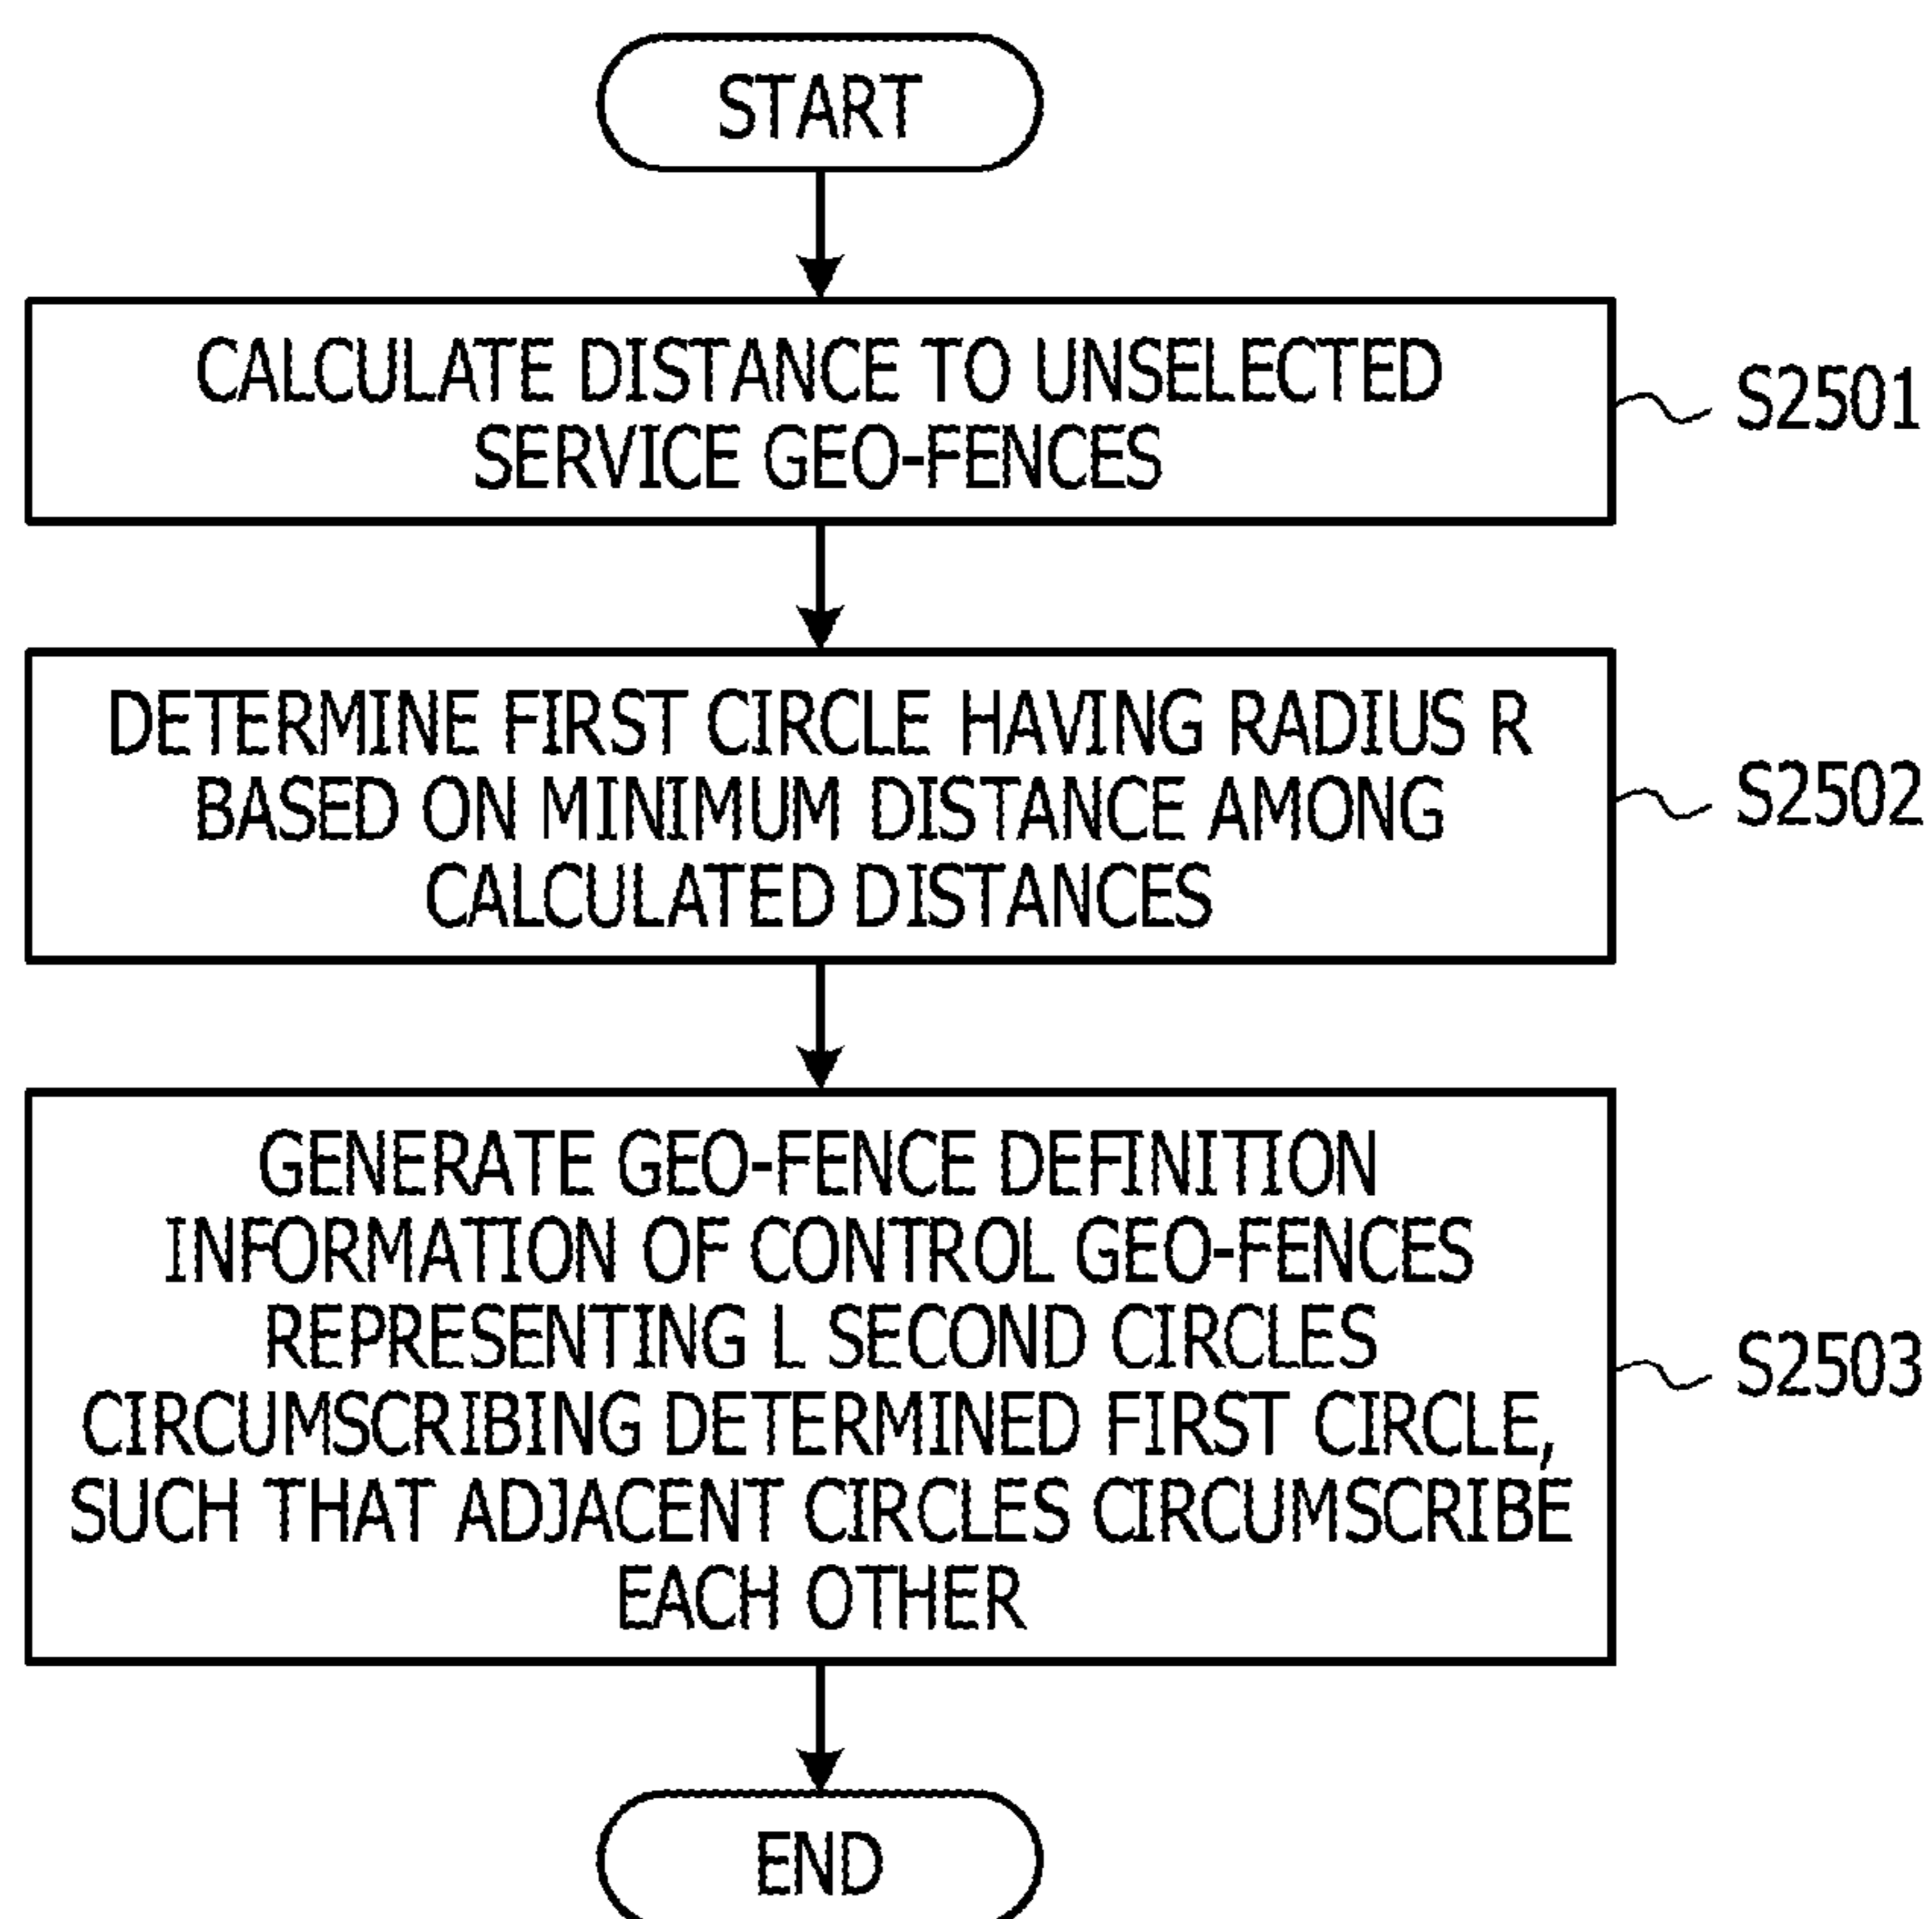 START
CALCULATE DISTANCE TO UNSELECTED
SERVICE GEO-FENCES
S2501
DETERMINE FIRST CIRCLE HAVING RADIUS R
BASED ON MINIMUM DISTANCE AMONG
CALCULATED DISTANCES
S2502
GENERATE GEO-FENCE DEFINITION
INFORMATION OF CONTROL GEO-FENCES
REPRESENTING L SECOND CIRCLES
CIRCUMSCRIBING DETERMINED FIRST CIRCLE,
SUCH THAT ADJACENT CIRCLES CIRCUMSCRIBE
EACH OTHER
S2503
END